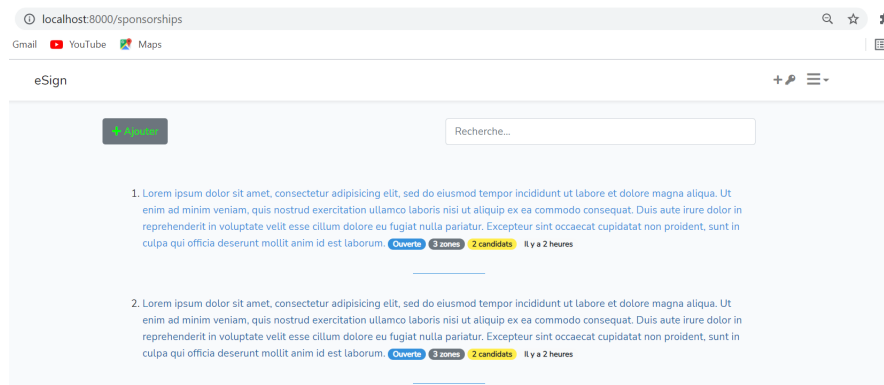 localhost:8000/sponsorships
Gmail YouTube Maps
eSign
Ajouter
Recherche...
1. Lorem ipsum dolor sit amet, consectetur adipisicing elit, sed do eiusmod tempor incididunt ut labore et dolore magna aliqua. Ut
enim ad minim veniam, quis nostrud exercitation ullamco laboris nisi ut aliquip ex ea commodo consequat. Duis aute irure dolor in
reprehenderit in voluptate velit esse cillum dolore eu fugiat nulla pariatur. Excepteur sint occaecat cupidatat non proident, sunt in
culpa qui officia deserunt mollit anim id est laborum. Ouverte 3 zones 2 candidats Il y a 2 heures
2. Lorem ipsum dolor sit amet, consectetur adipisicing elit, sed do eiusmod tempor incididunt ut labore et dolore magna aliqua. Ut
enim ad minim veniam, quis nostrud exercitation ullamco laboris nisi ut aliquip ex ea commodo consequat. Duis aute irure dolor in
reprehenderit in voluptate velit esse cillum dolore eu fugiat nulla pariatur. Excepteur sint occaecat cupidatat non proident, sunt in
culpa qui officia deserunt mollit anim id est laborum. Ouverte 3 zones 2 candidats Il y a 2 heures